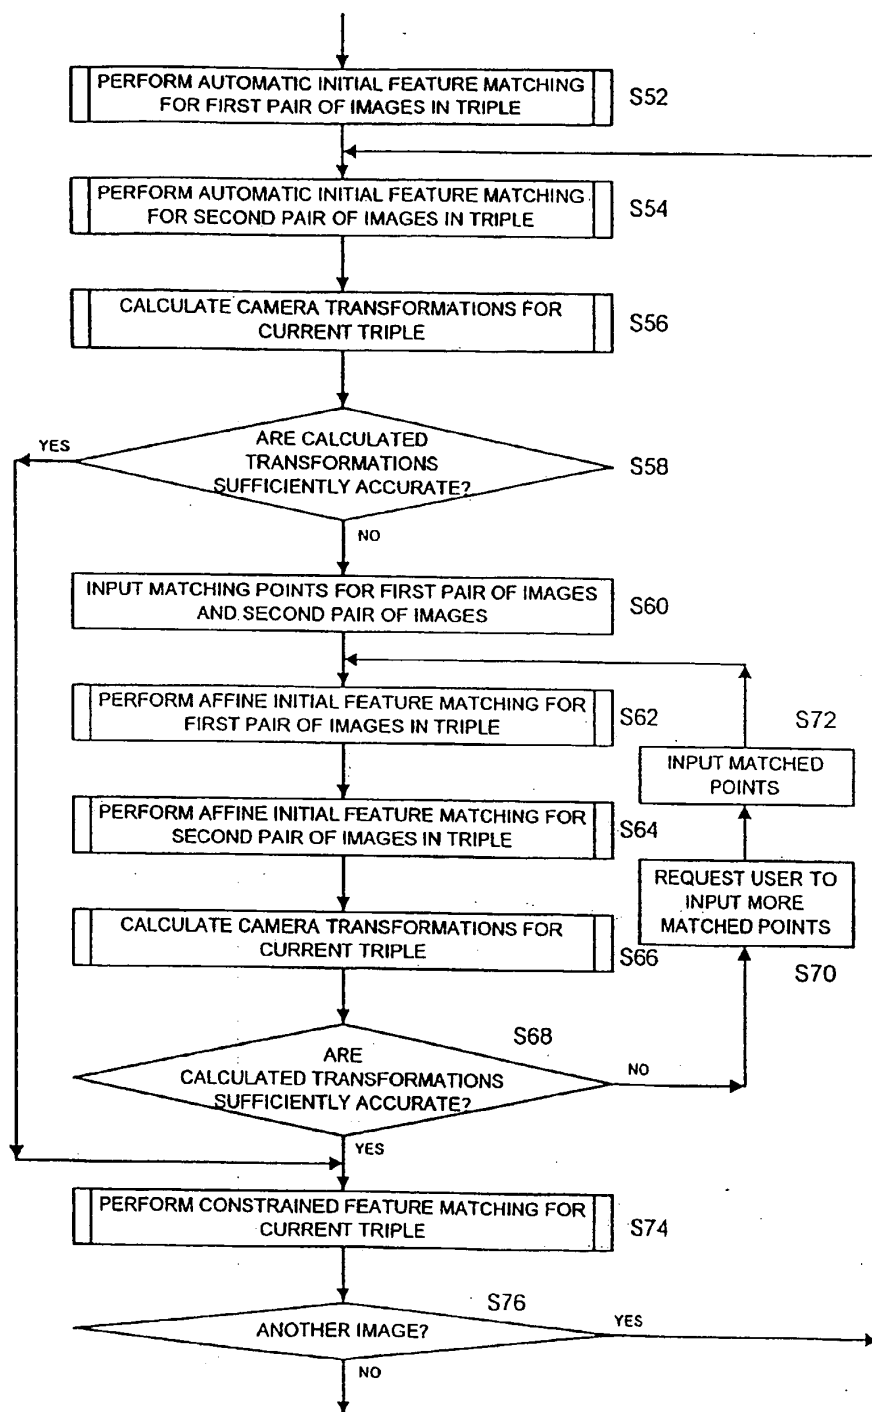 PERFORM AUTOMATIC INITIAL FEATURE MATCHING
FOR FIRST PAIR OF IMAGES IN TRIPLE
S52
PERFORM AUTOMATIC INITIAL FEATURE MATCHING
FOR SECOND PAIR OF IMAGES IN TRIPLE
S54
CALCULATE CAMERA TRANSFORMATIONS FOR
CURRENT TRIPLE
S56
YES
ARE CALCULATED
TRANSFORMATIONS
SUFFICIENTLY ACCURATE?
S58
NO
INPUT MATCHING POINTS FOR FIRST PAIR OF IMAGES
AND SECOND PAIR OF IMAGES
S60
PERFORM AFFINE INITIAL FEATURE MATCHING FOR
FIRST PAIR OF IMAGES IN TRIPLE
S62
S72
INPUT MATCHED
POINTS
PERFORM AFFINE INITIAL FEATURE MATCHING FOR
SECOND PAIR OF IMAGES IN TRIPLE
S64
REQUEST USER TO
INPUT MORE
MATCHED POINTS
S70
CALCULATE CAMERA TRANSFORMATIONS FOR
CURRENT TRIPLE
S66
S68
ARE
CALCULATED TRANSFORMATIONS
SUFFICIENTLY ACCURATE?
NO
YES
PERFORM CONSTRAINED FEATURE MATCHING FOR
CURRENT TRIPLE
S74
S76
ANOTHER IMAGE?
YES
NO